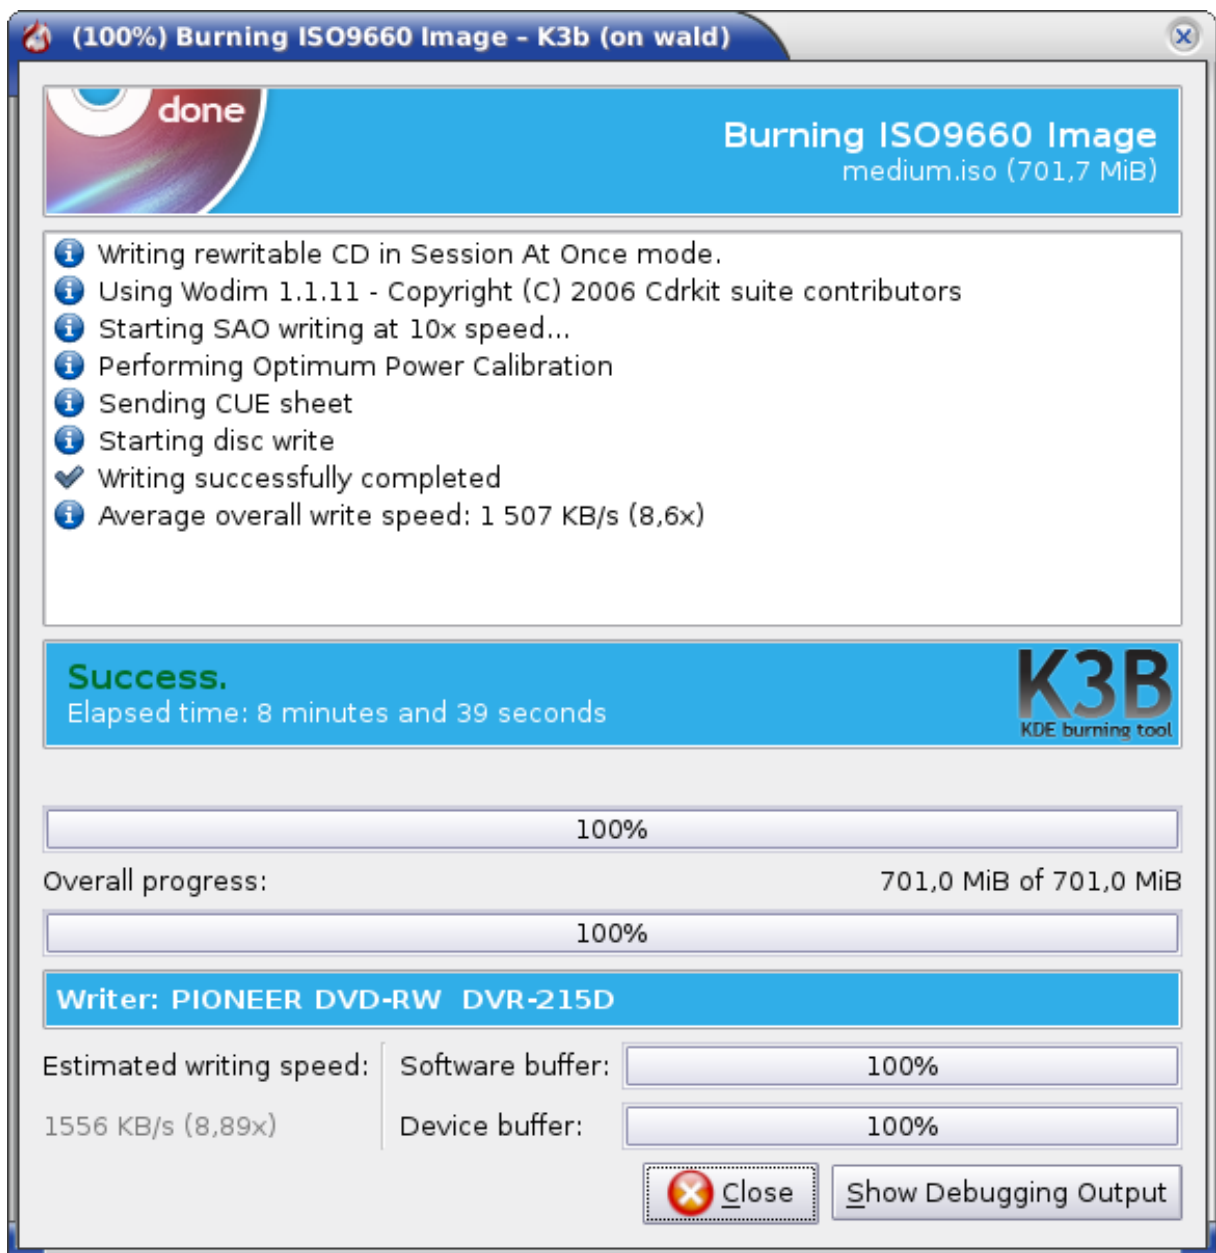 (100%) Burning ISO9660 Image – K3b (on wald)
done
Burning ISO9660 Image
medium.iso (701,7 MiB)
Writing rewritable CD in Session At Once mode.
Using Wodim 1.1.11 - Copyright (C) 2006 Cdrkit suite contributors
Starting SAO writing at 10x speed...
Performing Optimum Power Calibration
Sending CUE sheet
Starting disc write
Writing successfully completed
Average overall write speed: 1 507 KB/s (8,6x)
Success.
Elapsed time: 8 minutes and 39 seconds
K3B
KDE burning tool
100%
Overall progress: 701,0 MiB of 701,0 MiB
100%
Writer: PIONEER DVD-RW  DVR-215D
Estimated writing speed: Software buffer: 100%
1556 KB/s (8,89x) Device buffer: 100%
Close Show Debugging Output